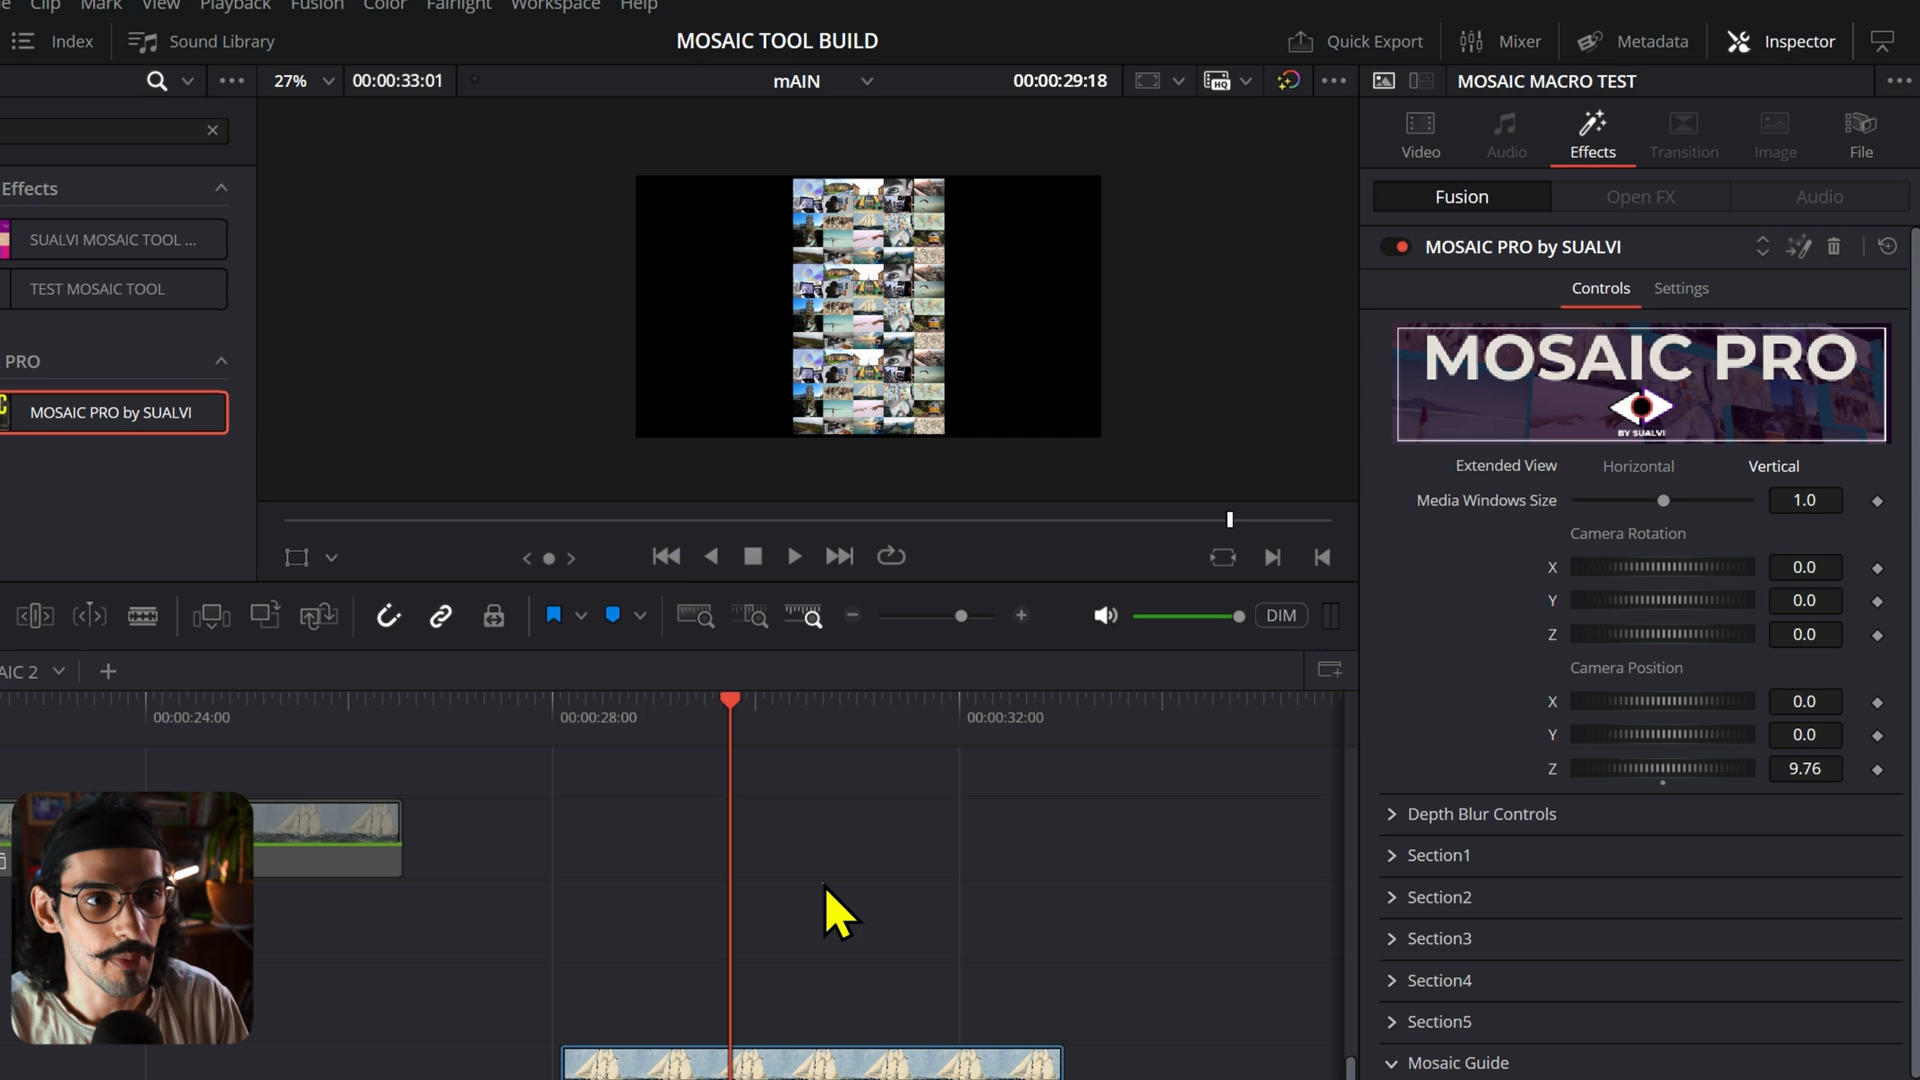 Clip Mark View Playback Fusion Color Fairlight Workspace Help
Index Sound Library MOSAIC TOOL BUILD Quick Export Mixer Metadata Inspector
27% 00:00:33:01 mAIN 00:00:29:18 HQ MOSAIC MACRO TEST
Video Audio Effects Transition Image File
Fusion Open FX Audio
Effects
SUALVI MOSAIC TOOL ...
TEST MOSAIC TOOL
PRO
MOSAIC PRO by SUALVI
MOSAIC PRO by SUALVI
Controls Settings
MOSAIC PRO
BY SUALVI
Extended View Horizontal Vertical
Media Windows Size 1.0
Camera Rotation
X 0.0
Y 0.0
Z 0.0
Camera Position
X 0.0
Y 0.0
Z 9.76
Depth Blur Controls
Section1
Section2
Section3
Section4
Section5
Mosaic Guide
DIM
AIC 2
00:00:24:00 00:00:28:00 00:00:32:00